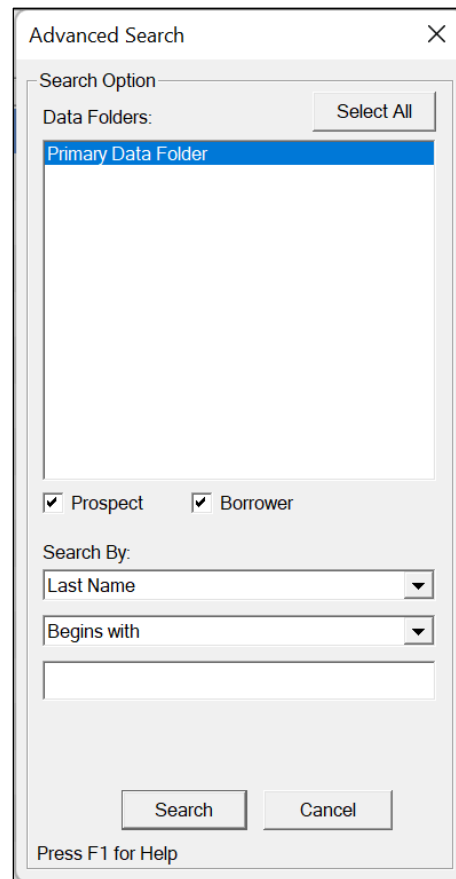 Advanced Search
Search Option
Data Folders:
Select All
Primary Data Folder
Prospect Borrower
Search By:
Last Name
Begins with
Search Cancel
Press F1 for Help